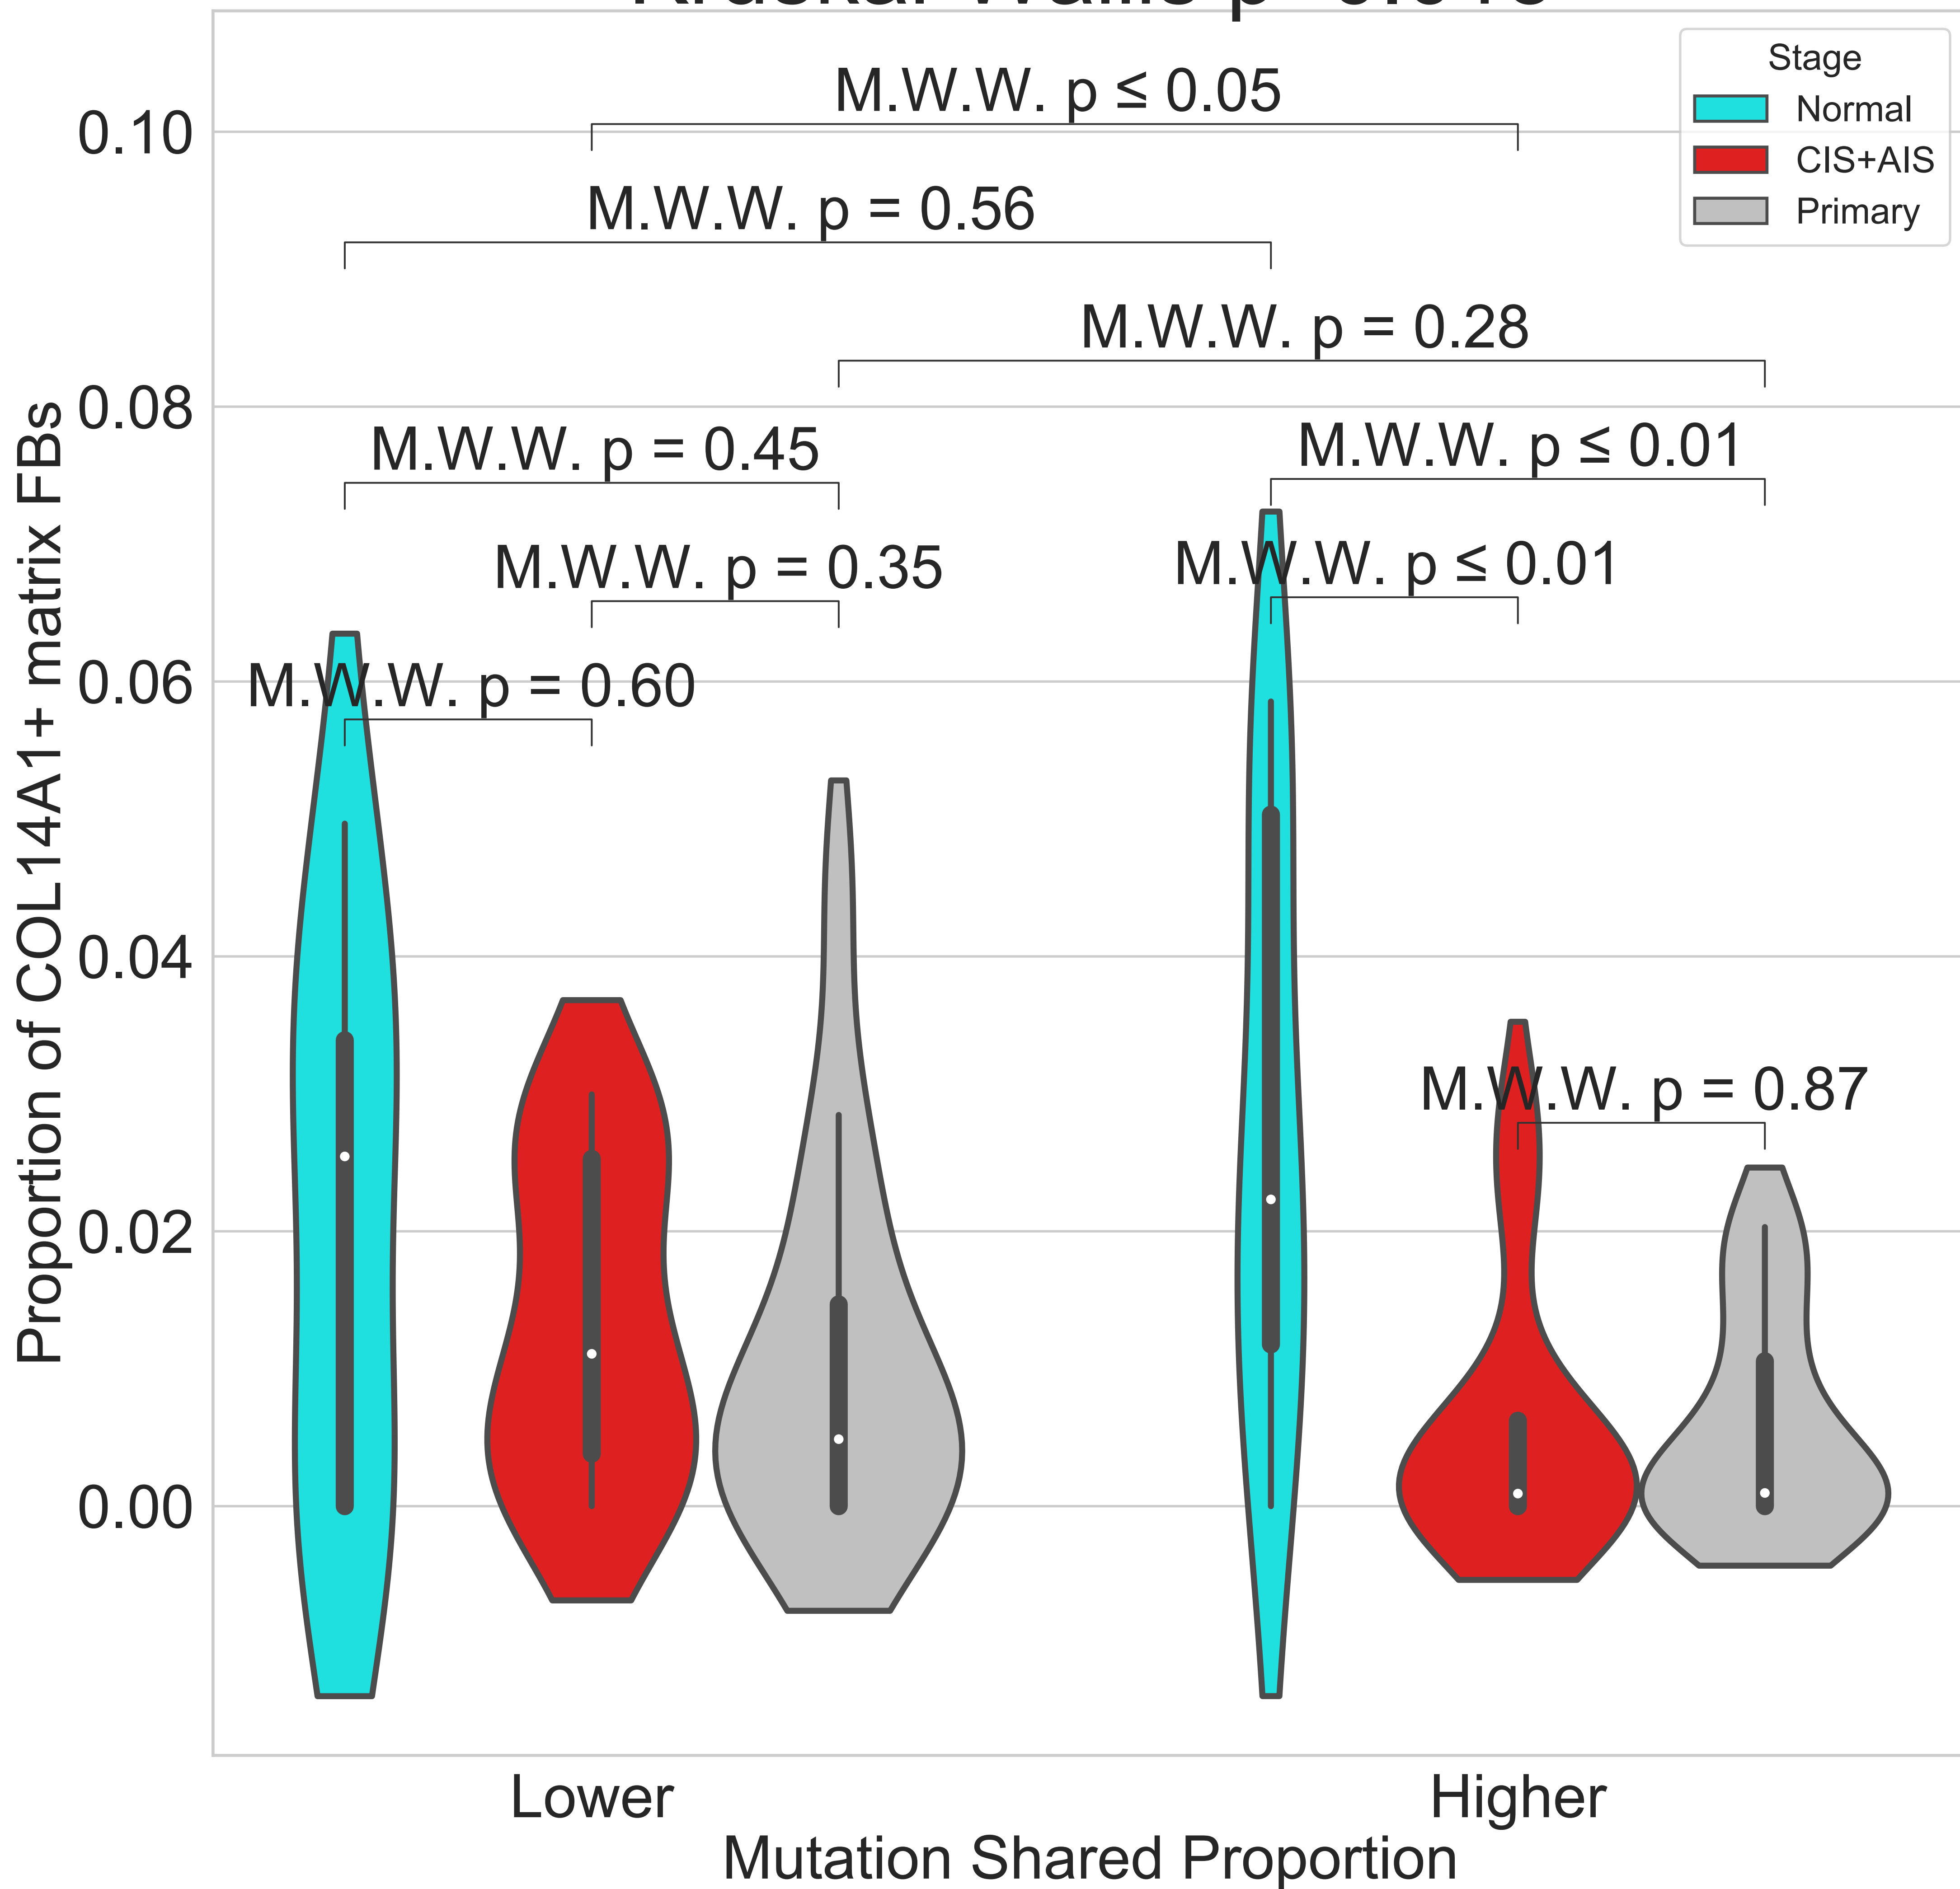 M.W.W. p ≤ 0.05
M.W.W. p = 0.56
M.W.W. p = 0.28
M.W.W. p = 0.45
M.W.W. p ≤ 0.01
M.W.W. p = 0.35
M.W.W. p ≤ 0.01
M.W.W. p = 0.60
M.W.W. p = 0.87
Stage
Normal
CIS+AIS
Primary
Proportion of COL14A1+ matrix FBs
0.10
0.08
0.06
0.04
0.02
0.00
Lower
Higher
Mutation Shared Proportion